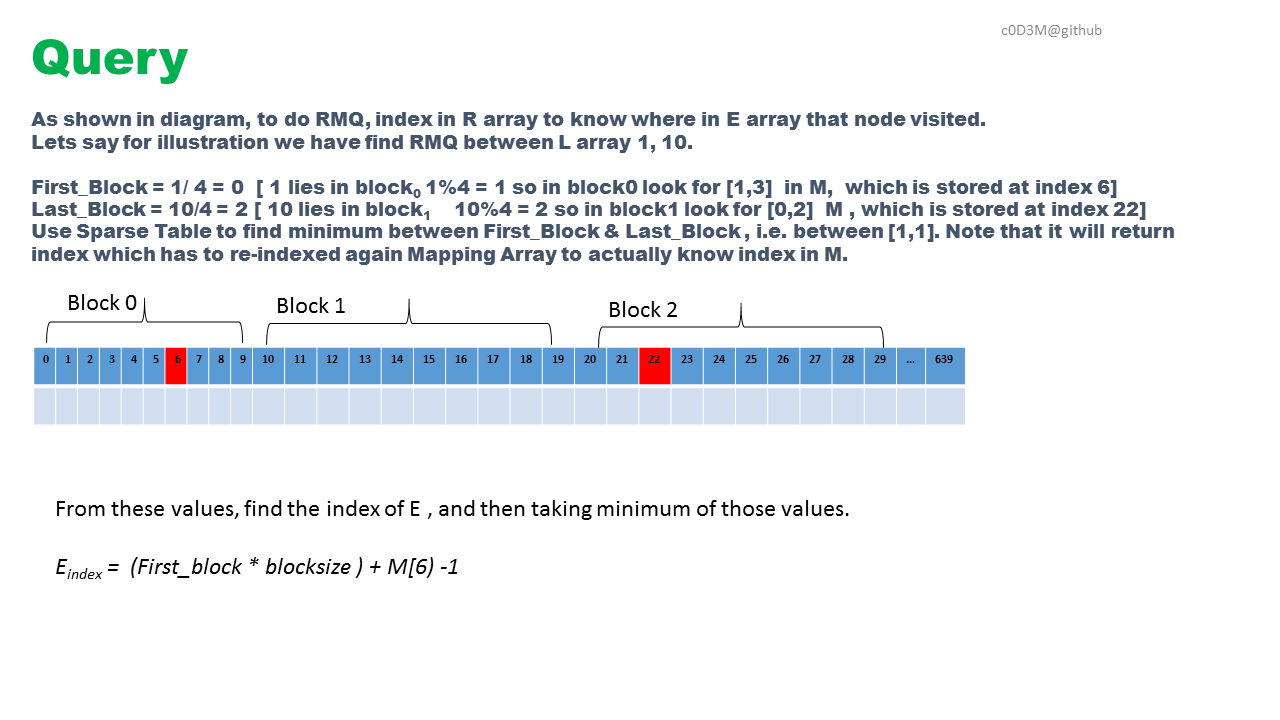 c0D3M@github
Query
As shown in diagram, to do RMQ, index in R array to know where in E array that node visited.
Lets say for illustration we have find RMQ between L array 1, 10.
First_Block = 1/ 4 = 0 [ 1 lies in block0 1%4 = 1 so in block0 look for [1,3] in M, which is stored at index 6]
Last_Block = 10/4 = 2 [ 10 lies in block1 10%4 = 2 so in block1 look for [0,2] M , which is stored at index 22]
Use Sparse Table to find minimum between First_Block & Last_Block, i.e. between [1,1]. Note that it will return
index which has to re-indexed again Mapping Array to actually know index in M.
Block 0 Block 1 Block 2
0 1 2 3 4 5 6 7 8 9 10 11 12 13 14 15 16 17 18 19 20 21 22 23 24 25 26 27 28 29 ... 639
From these values, find the index of E , and then taking minimum of those values.
Eindex = (First_block * blocksize ) + M[6) -1